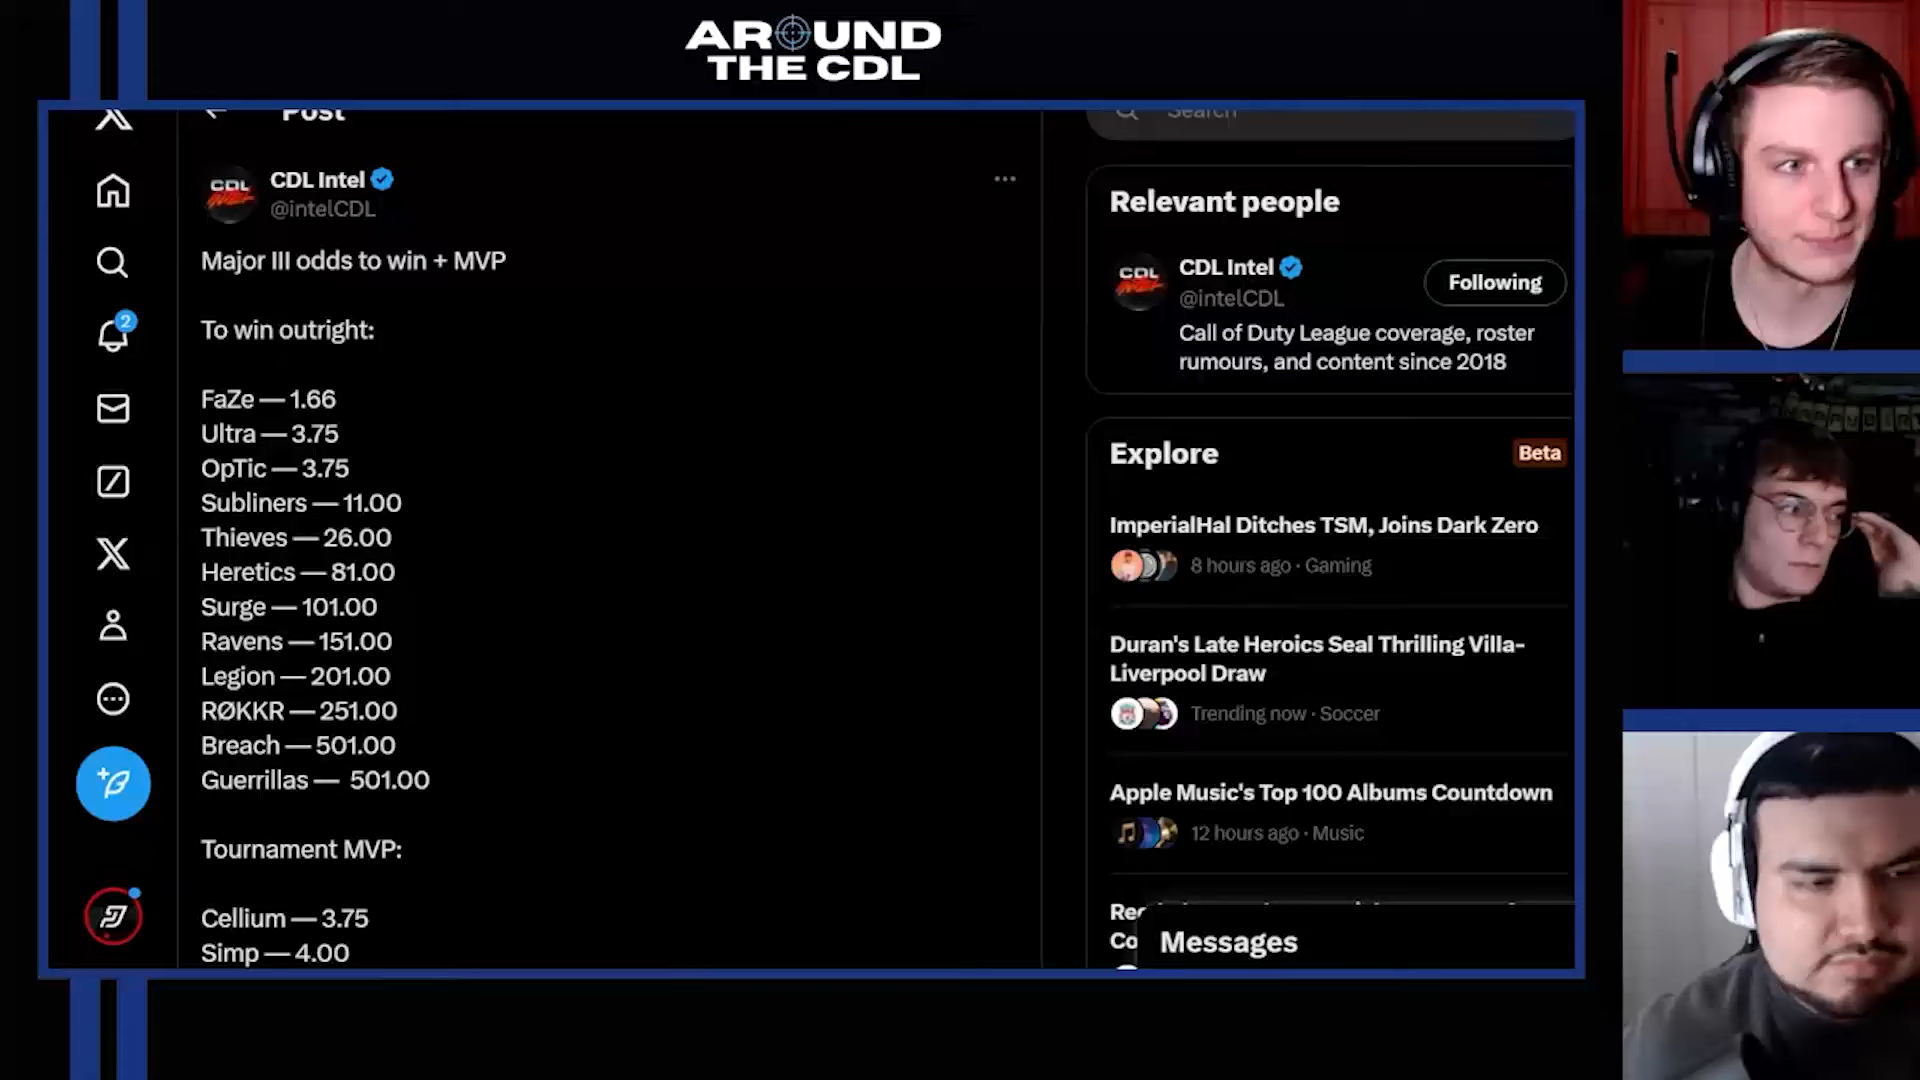 AROUND
THE CDL
Post
Search
CDL Intel
@intelCDL
Major III odds to win + MVP
To win outright:
FaZe — 1.66
Ultra — 3.75
OpTic — 3.75
Subliners — 11.00
Thieves — 26.00
Heretics — 81.00
Surge — 101.00
Ravens — 151.00
Legion — 201.00
RØKKR — 251.00
Breach — 501.00
Guerrillas — 501.00
Tournament MVP:
Cellium — 3.75
Simp — 4.00
2
Relevant people
CDL
INTEL
CDL Intel
@intelCDL
Following
Call of Duty League coverage, roster
rumours, and content since 2018
Explore
Beta
ImperialHal Ditches TSM, Joins Dark Zero
8 hours ago · Gaming
Duran's Late Heroics Seal Thrilling Villa-
Liverpool Draw
Trending now · Soccer
Apple Music's Top 100 Albums Countdown
12 hours ago · Music
Messages